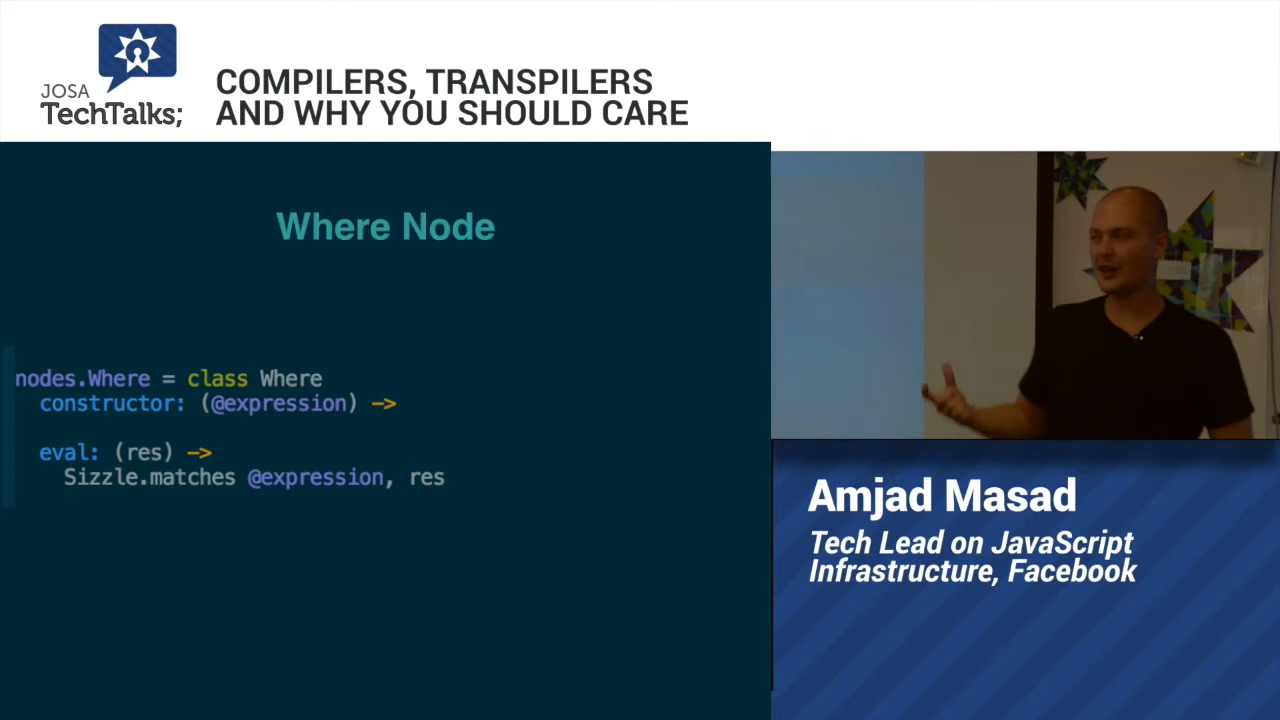 JOSA
TechTalks;
COMPILERS, TRANSPILERS
AND WHY YOU SHOULD CARE
Where Node
nodes.Where = class Where
constructor: (@expression) ->
eval: (res) ->
Sizzle.matches @expression, res
Amjad Masad
Tech Lead on JavaScript
Infrastructure, Facebook